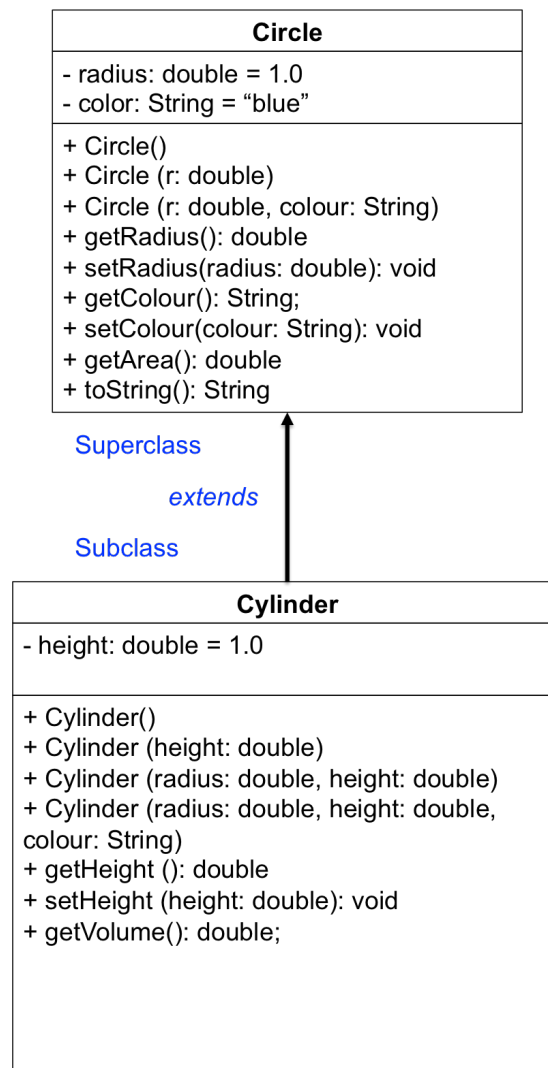 Circle
- radius: double = 1.0
- color: String = “blue”
+ Circle()
+ Circle (r: double)
+ Circle (r: double, colour: String)
+ getRadius(): double
+ setRadius(radius: double): void
+ getColour(): String;
+ setColour(colour: String): void
+ getArea(): double
+ toString(): String
Superclass
extends
Subclass
Cylinder
- height: double = 1.0
+ Cylinder()
+ Cylinder (height: double)
+ Cylinder (radius: double, height: double)
+ Cylinder (radius: double, height: double,
colour: String)
+ getHeight (): double
+ setHeight (height: double): void
+ getVolume(): double;